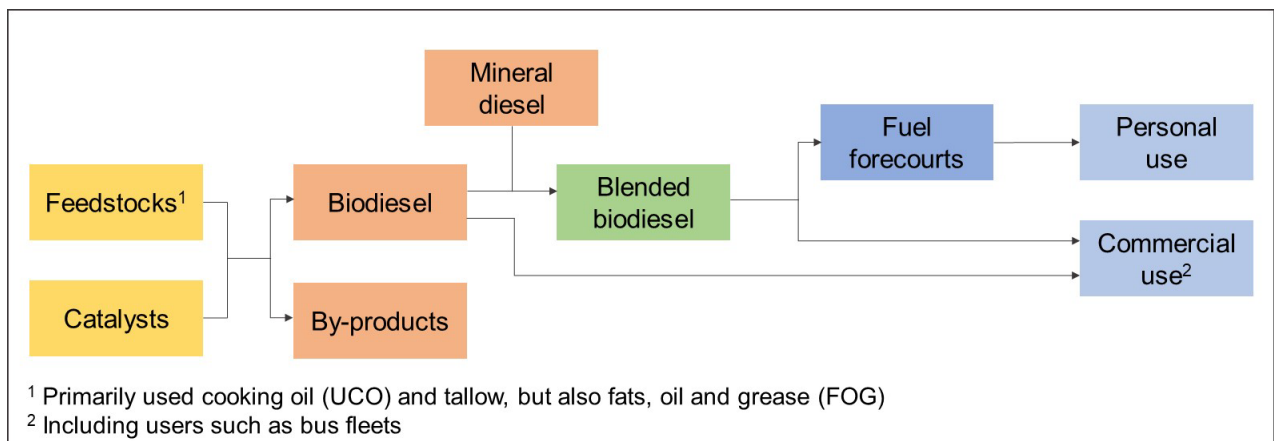 Mineral
diesel
Fuel
forecourts
Personal
use
Feedstocks¹
Biodiesel
Blended
biodiesel
Commercial
use²
Catalysts
By-products
¹ Primarily used cooking oil (UCO) and tallow, but also fats, oil and grease (FOG)
² Including users such as bus fleets